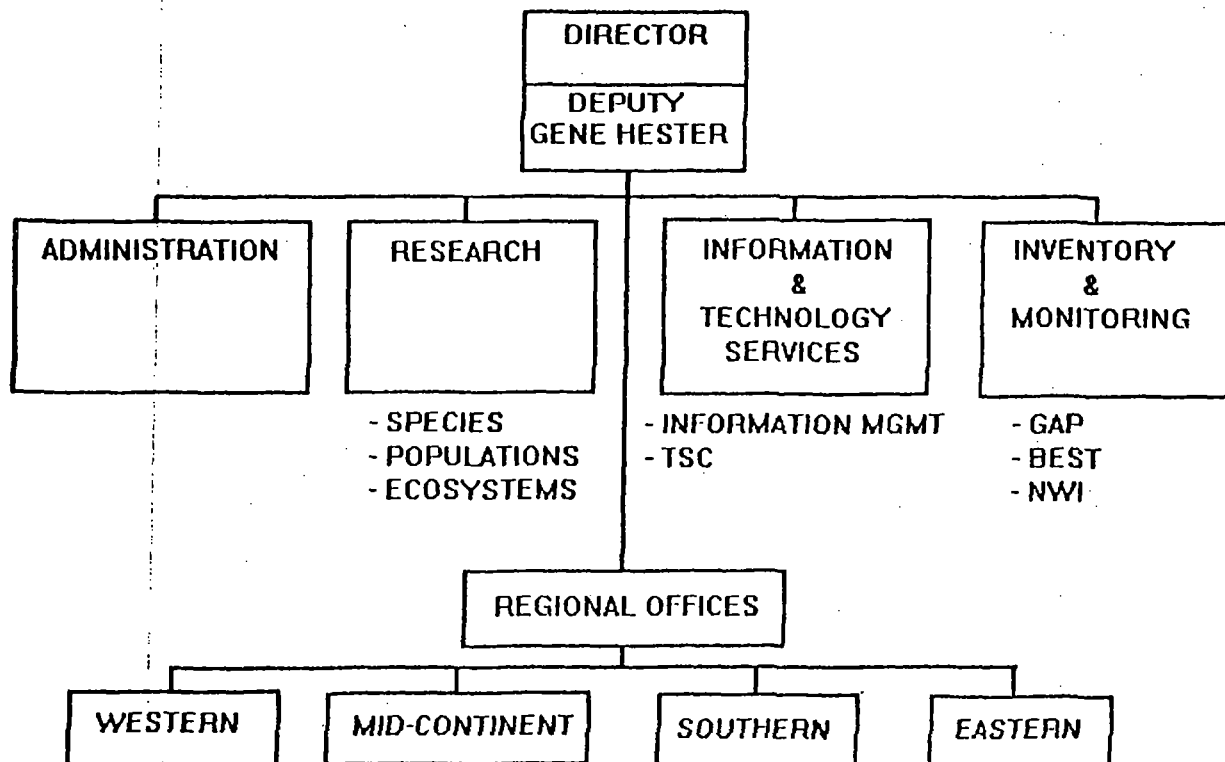 DIRECTOR
DEPUTY
GENE HESTER
ADMINISTRATION
RESEARCH
- SPECIES
- POPULATIONS
- ECOSYSTEMS
INFORMATION
&
TECHNOLOGY
SERVICES
- INFORMATION MGMT
- TSC
INVENTORY
&
MONITORING
- GAP
- BEST
- NWI
REGIONAL OFFICES
WESTERN
MID-CONTINENT
SOUTHERN
EASTERN